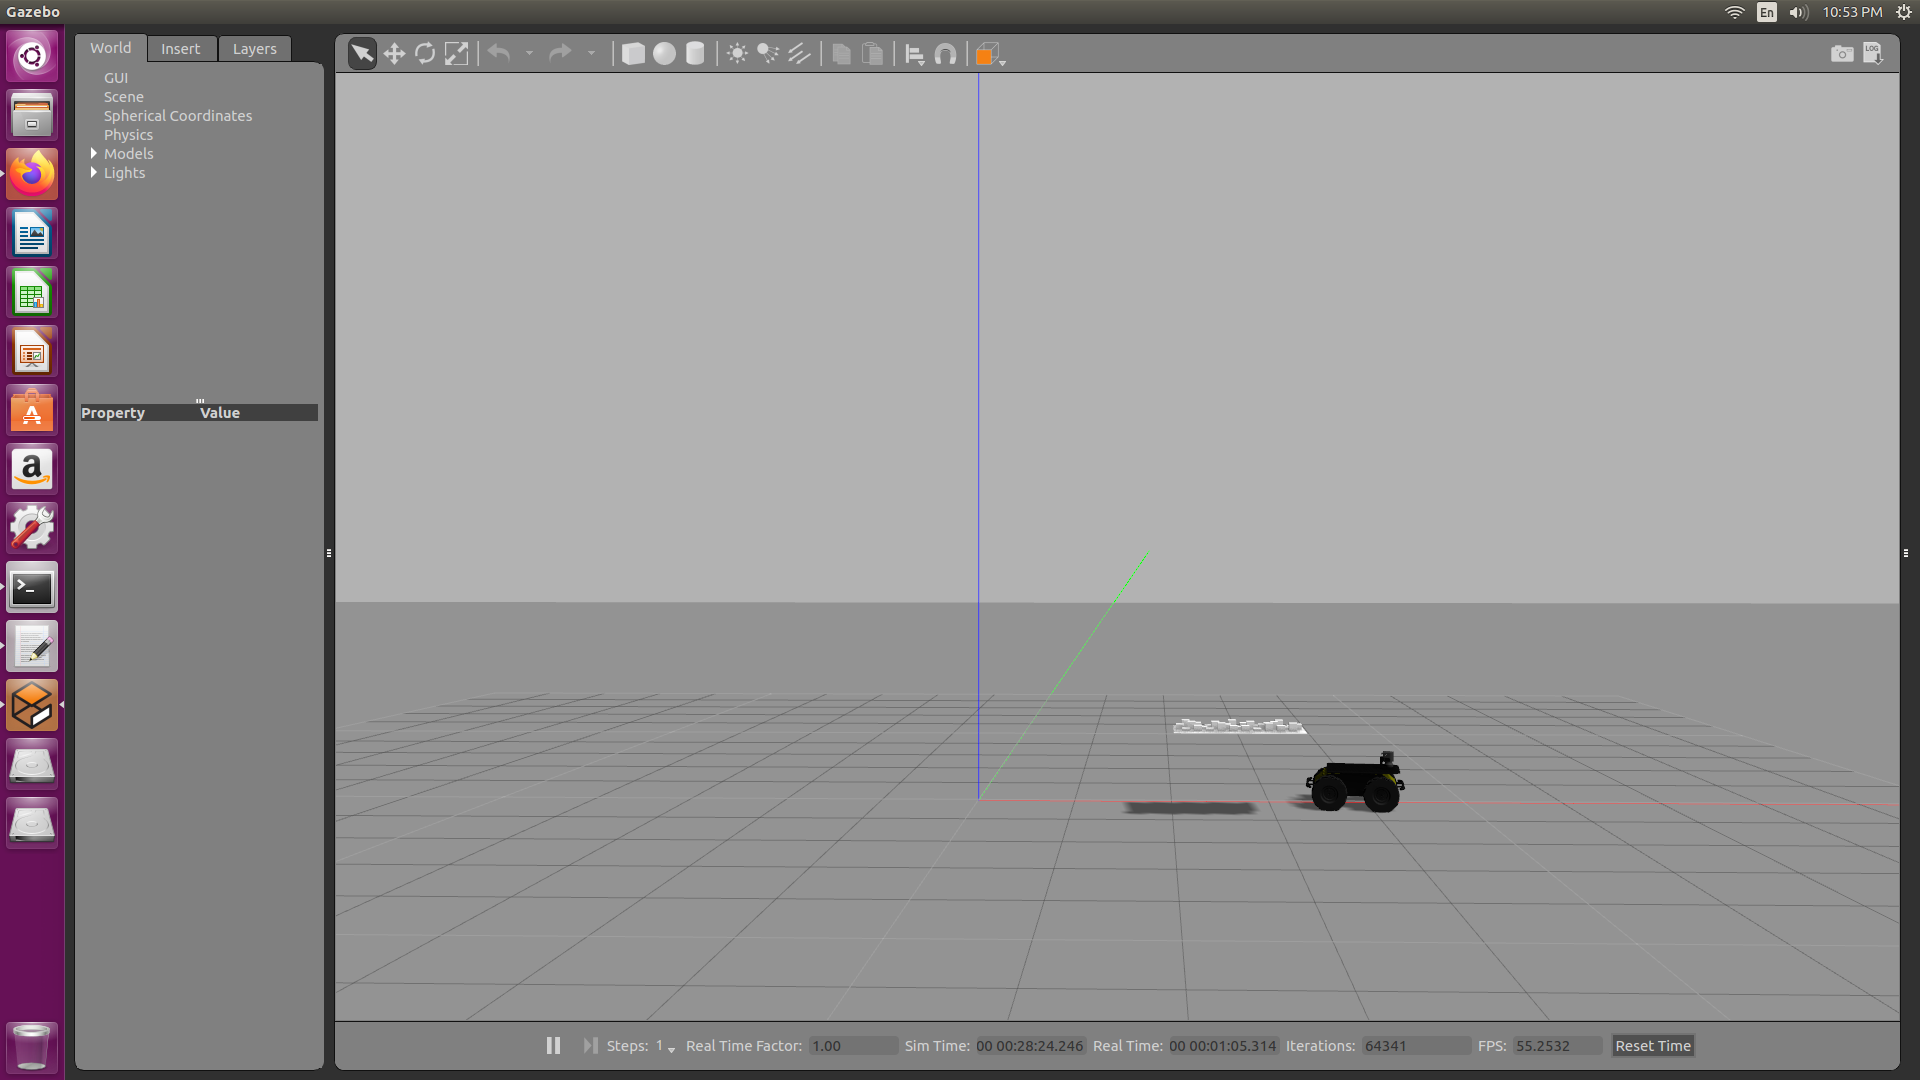 Gazebo
En
10:53 PM
World
Insert
Layers
LOG
GUI
Scene
Spherical Coordinates
Physics
Models
Lights
Property Value
Steps: 1 Real Time Factor: 1.00 Sim Time: 00 00:28:24.246 Real Time: 00 00:01:05.314 Iterations: 64341 FPS: 55.2532 Reset Time